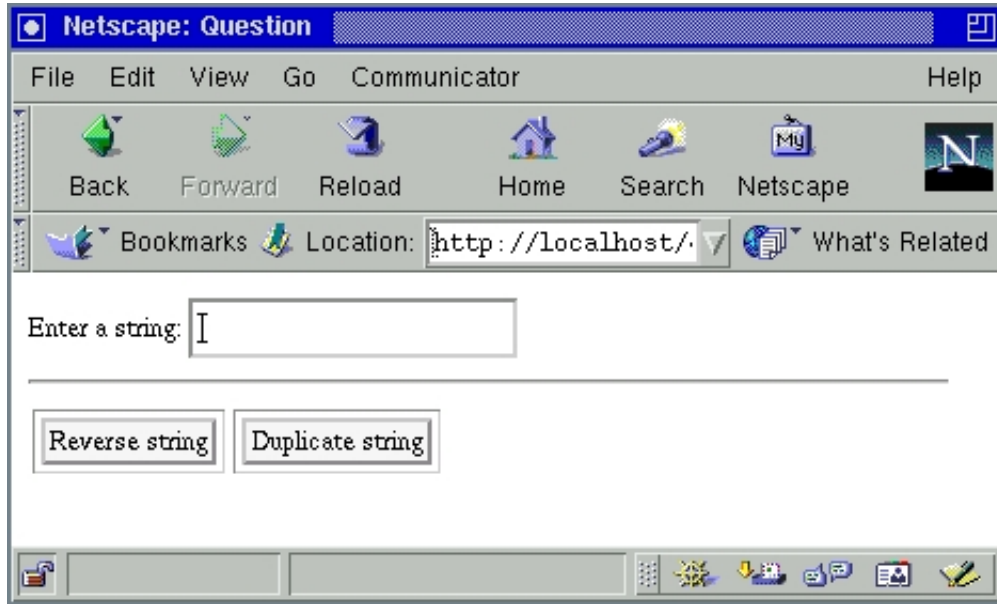 Netscape: Question
File Edit View Go Communicator Help
My N
Back Forward Reload Home Search Netscape
Bookmarks Location: http://localhost/ What's Related
Enter a string:
Reverse string Duplicate string